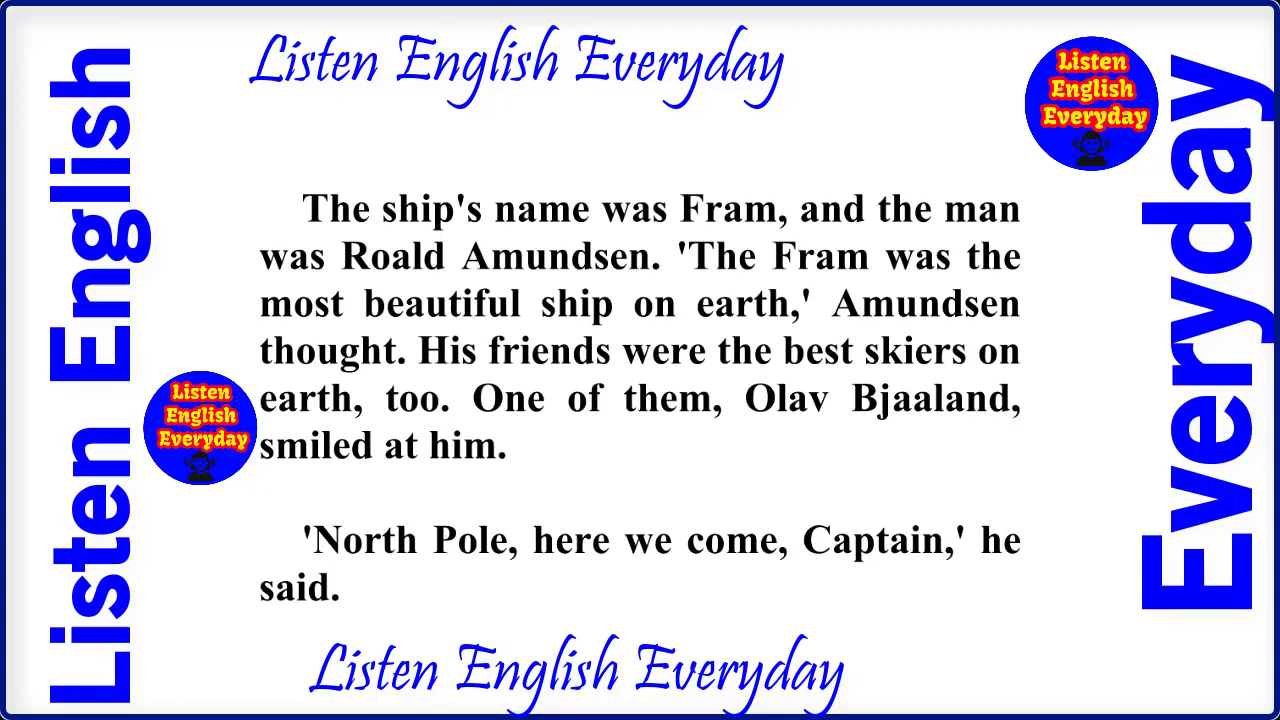 Listen English Everyday
Listen
English
Everyday
Listen English
Everyday
The ship's name was Fram, and the man
was Roald Amundsen. 'The Fram was the
most beautiful ship on earth,' Amundsen
thought. His friends were the best skiers on
earth, too. One of them, Olav Bjaaland,
smiled at him.
Listen
English
Everyday
'North Pole, here we come, Captain,' he
said.
Listen English Everyday